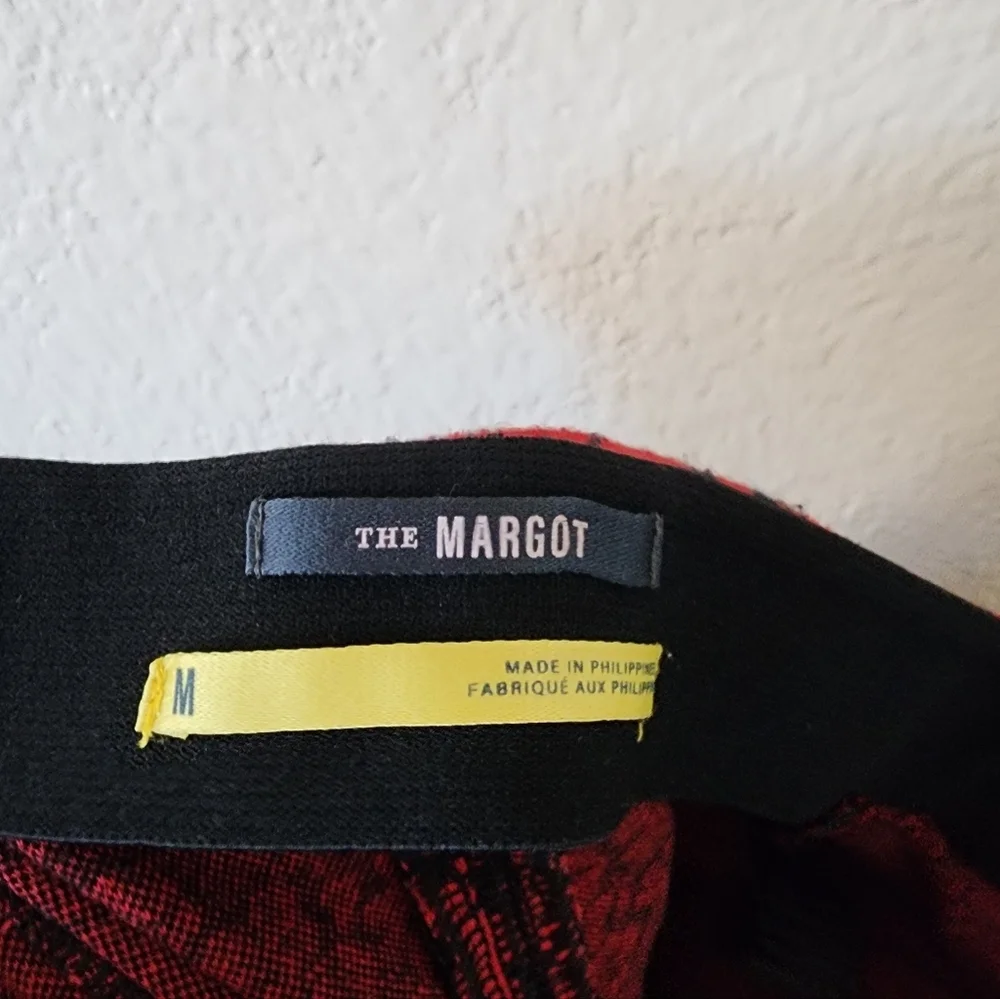 THE MARGOT
M
MADE IN PHILIPPINE
FABRIQUÉ AUX PHILIPP